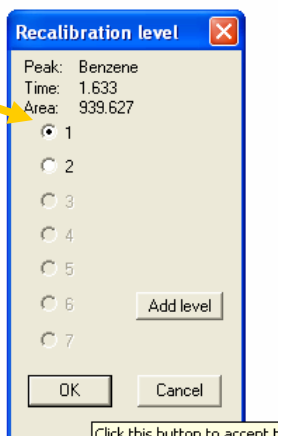 Recalibration level
Peak: Benzene
Time: 1.633
Area: 939.627
1
2
3
4
5
6
Add level
7
OK Cancel
Click this button to accept t